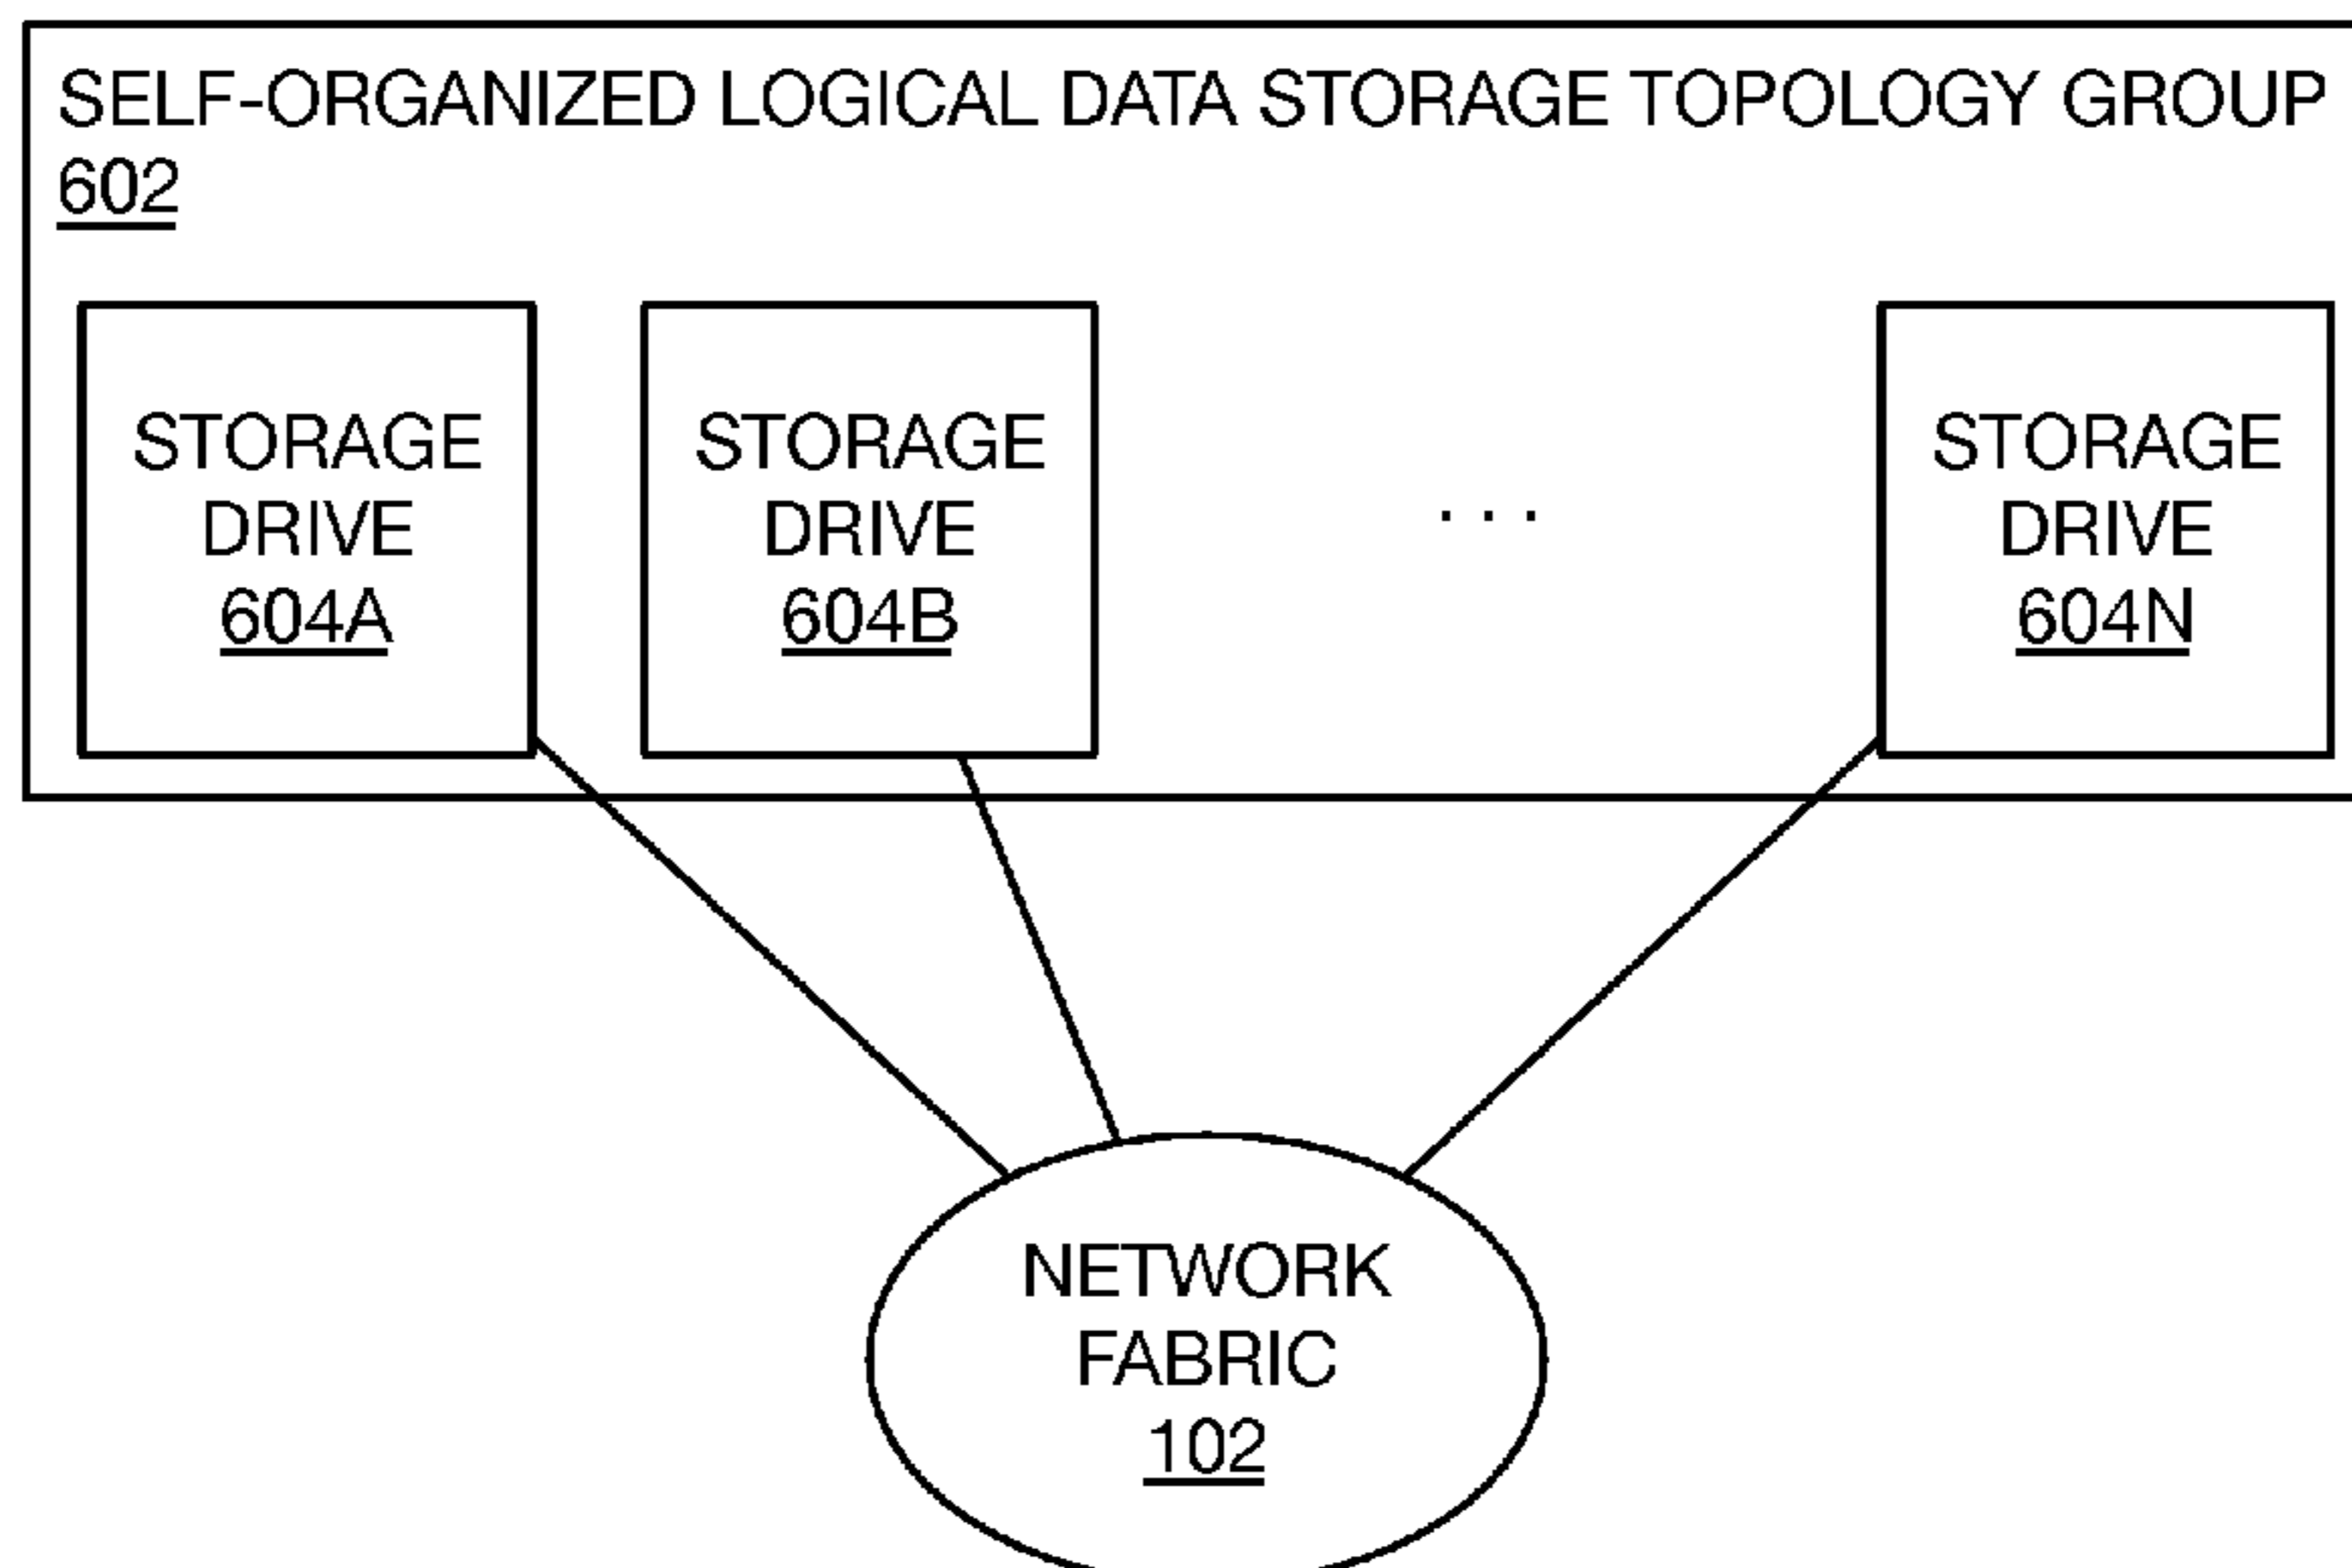 SELF-ORGANIZED LOGICAL DATA STORAGE TOPOLOGY GROUP
602
STORAGE
DRIVE
604A
STORAGE
DRIVE
604B
. . .
STORAGE
DRIVE
604N
NETWORK
FABRIC
102